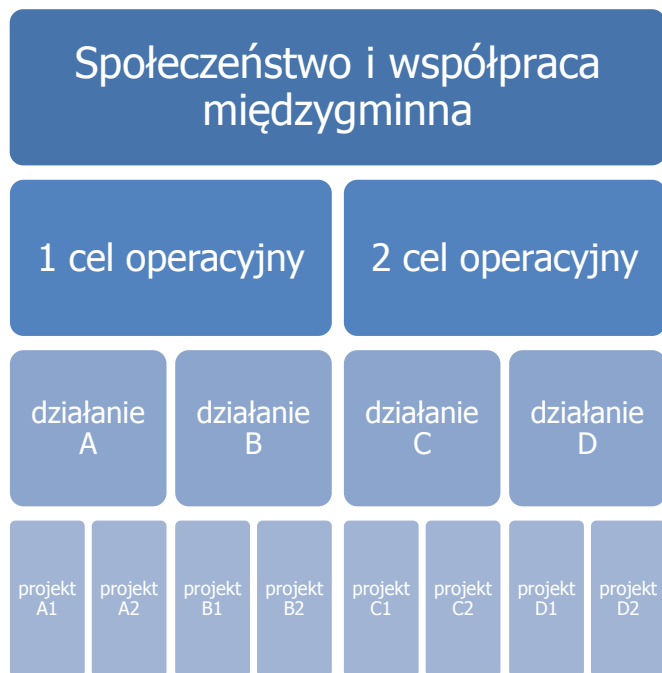 Społeczeństwo i współpraca
międzygminna
1 cel operacyjny
2 cel operacyjny
działanie
A
działanie
B
działanie
C
działanie
D
projekt
A1
projekt
A2
projekt
B1
projekt
B2
projekt
C1
projekt
C2
projekt
D1
projekt
D2